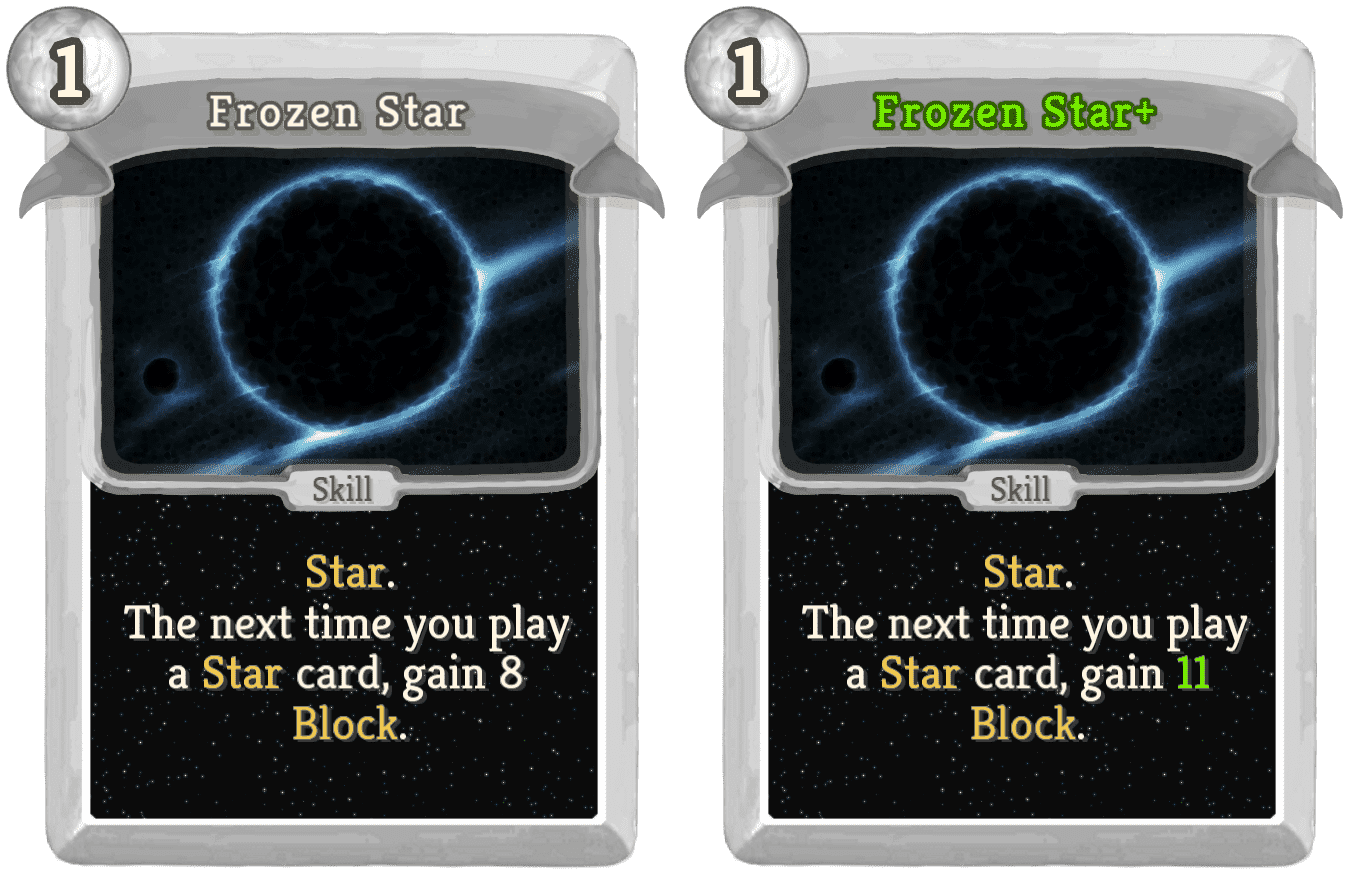 1
Frozen Star
Skill
Star.
The next time you play
a Star card, gain 8
Block.
1
Frozen Star+
Skill
Star.
The next time you play
a Star card, gain 11
Block.